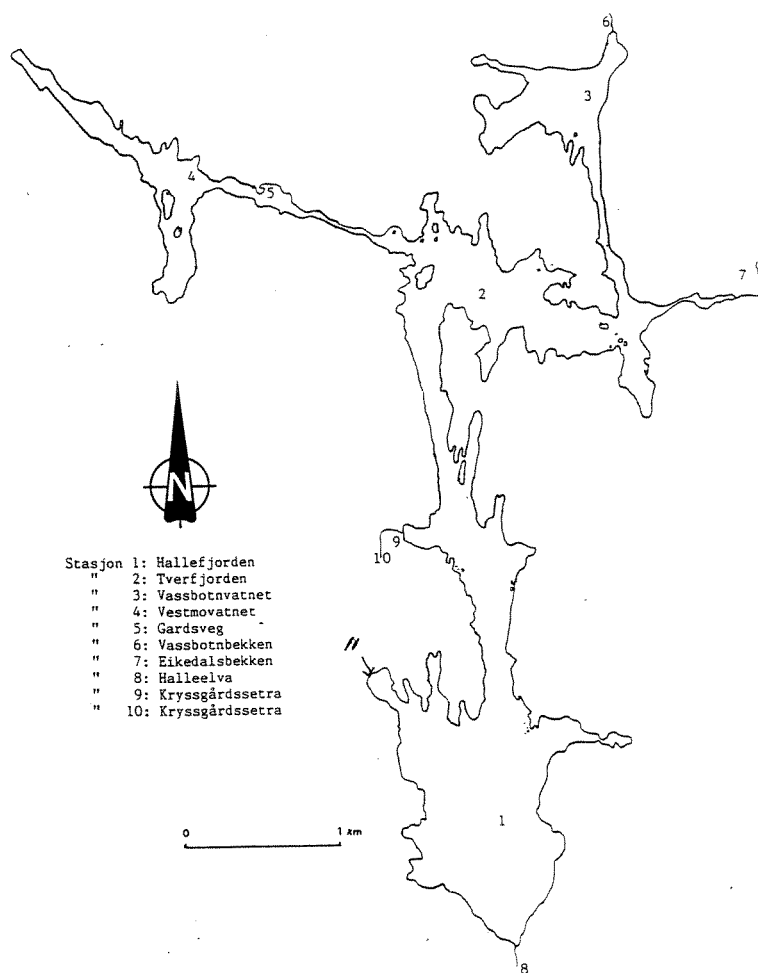 6
3
4
5
7
2
N
9
10
Stasjon 1: Hallefjorden
" 2: Tverfjorden
" 3: Vassbotnvatnet
" 4: Vestmovatnet
" 5: Gardsveg
" 6: Vassbotnbekken
" 7: Eikedalsbekken
" 8: Halleelva
" 9: Kryssgårdssetra
" 10: Kryssgårdssetra
11
0 1 km
1
8